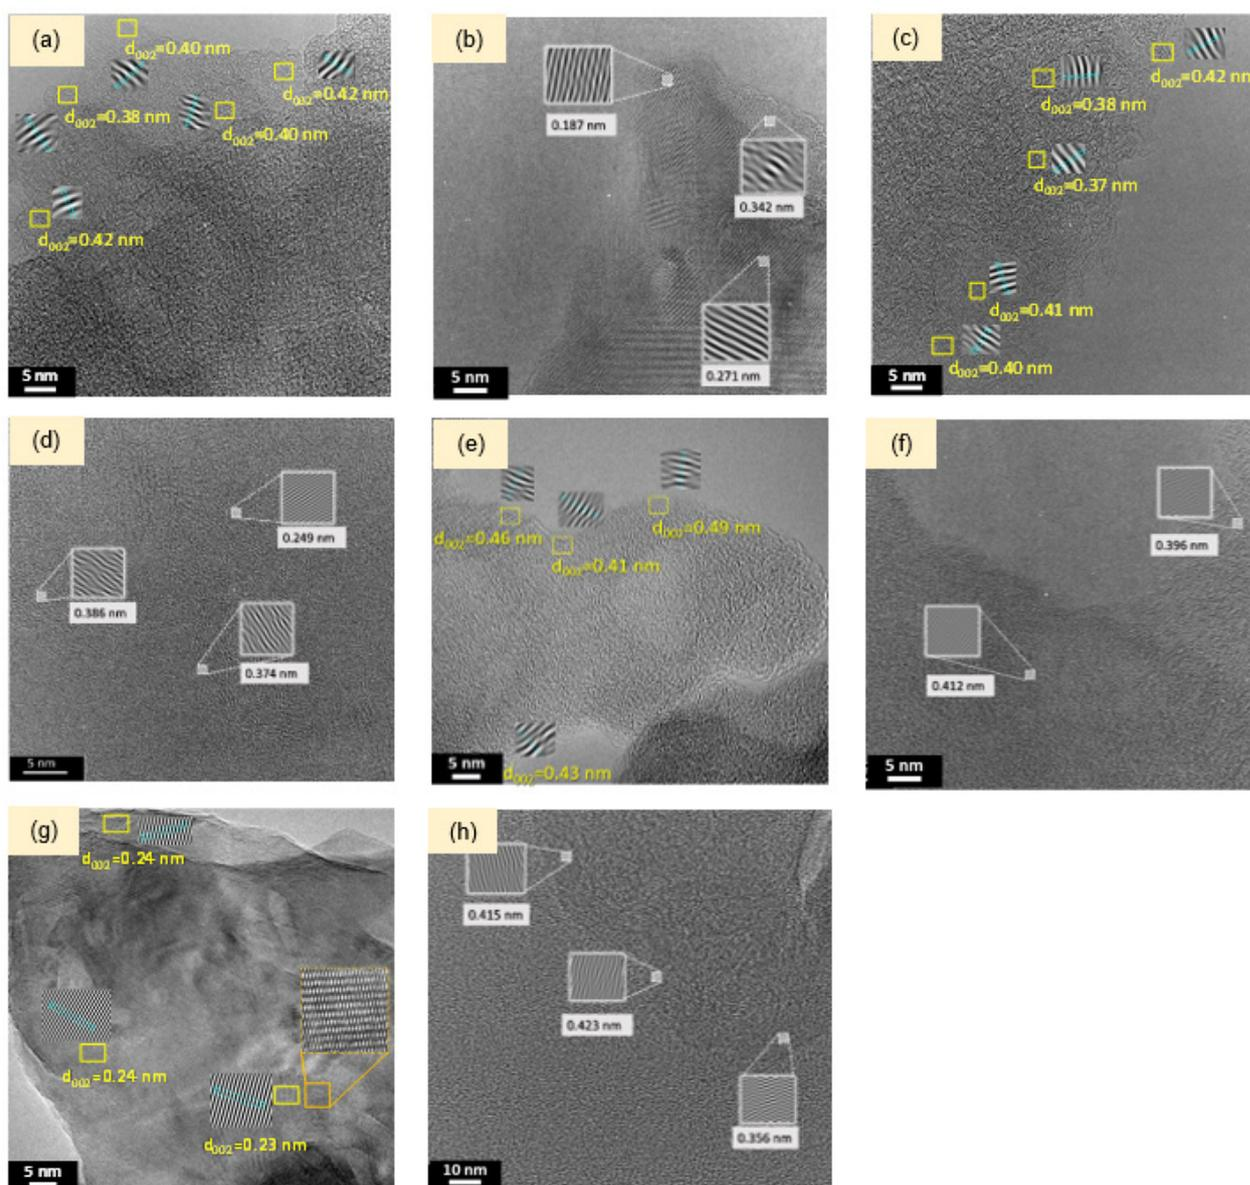 (a)
d002=0.40 nm
d002=0.42 nm
d002=0.38 nm
d002=0.40 nm
d002=0.42 nm
5 nm
(b)
0.187 nm
0.342 nm
0.271 nm
5 nm
(c)
d002=0.42 nm
d002=0.38 nm
d002=0.37 nm
d002=0.41 nm
d002=0.40 nm
5 nm
(d)
0.249 nm
0.386 nm
0.374 nm
5 nm
(e)
d002=0.49 nm
d002=0.46 nm
d002=0.41 nm
5 nm
d002=0.43 nm
(f)
0.396 nm
0.412 nm
5 nm
(g)
d002=0.24 nm
d002=0.24 nm
d002=0.23 nm
5 nm
(h)
0.415 nm
0.423 nm
0.356 nm
10 nm